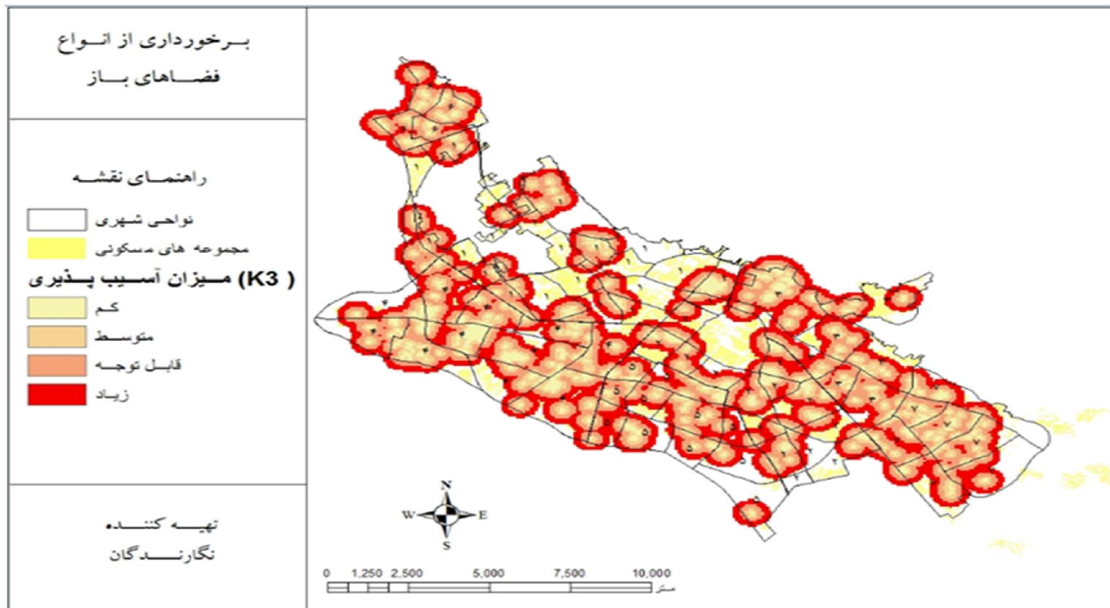 برخورداری از انواع
فضاهای باز
راهنمای نقشه
نواحی شهری
مجموعه های مسکونی
میزان آسیب پذیری (K3 )
کم
متوسط
قابل توجه
زیاد
تهیه کننده
نگارندگان
N
W E
S
0 1,250 2,500 5,000 7,500 10,000
متر